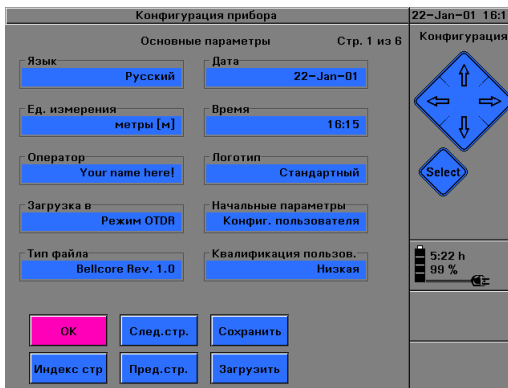 Конфигурация прибора
22-Jan-01 16:1
Основные параметры Стр. 1 из 6
Конфигурация
Язык
Русский
Дата
22-Jan-01
Ед. измерения
метры [м]
Время
16:15
Оператор
Your name here!
Логотип
Стандартный
Select
Загрузка в
Режим OTDR
Начальные параметры
Конфиг. пользователя
Тип файла
Bellcore Rev. 1.0
Квалификация пользов.
Низкая
5:22 h
99 %
OK
След.стр.
Сохранить
Индекс стр
Пред.стр.
Загрузить